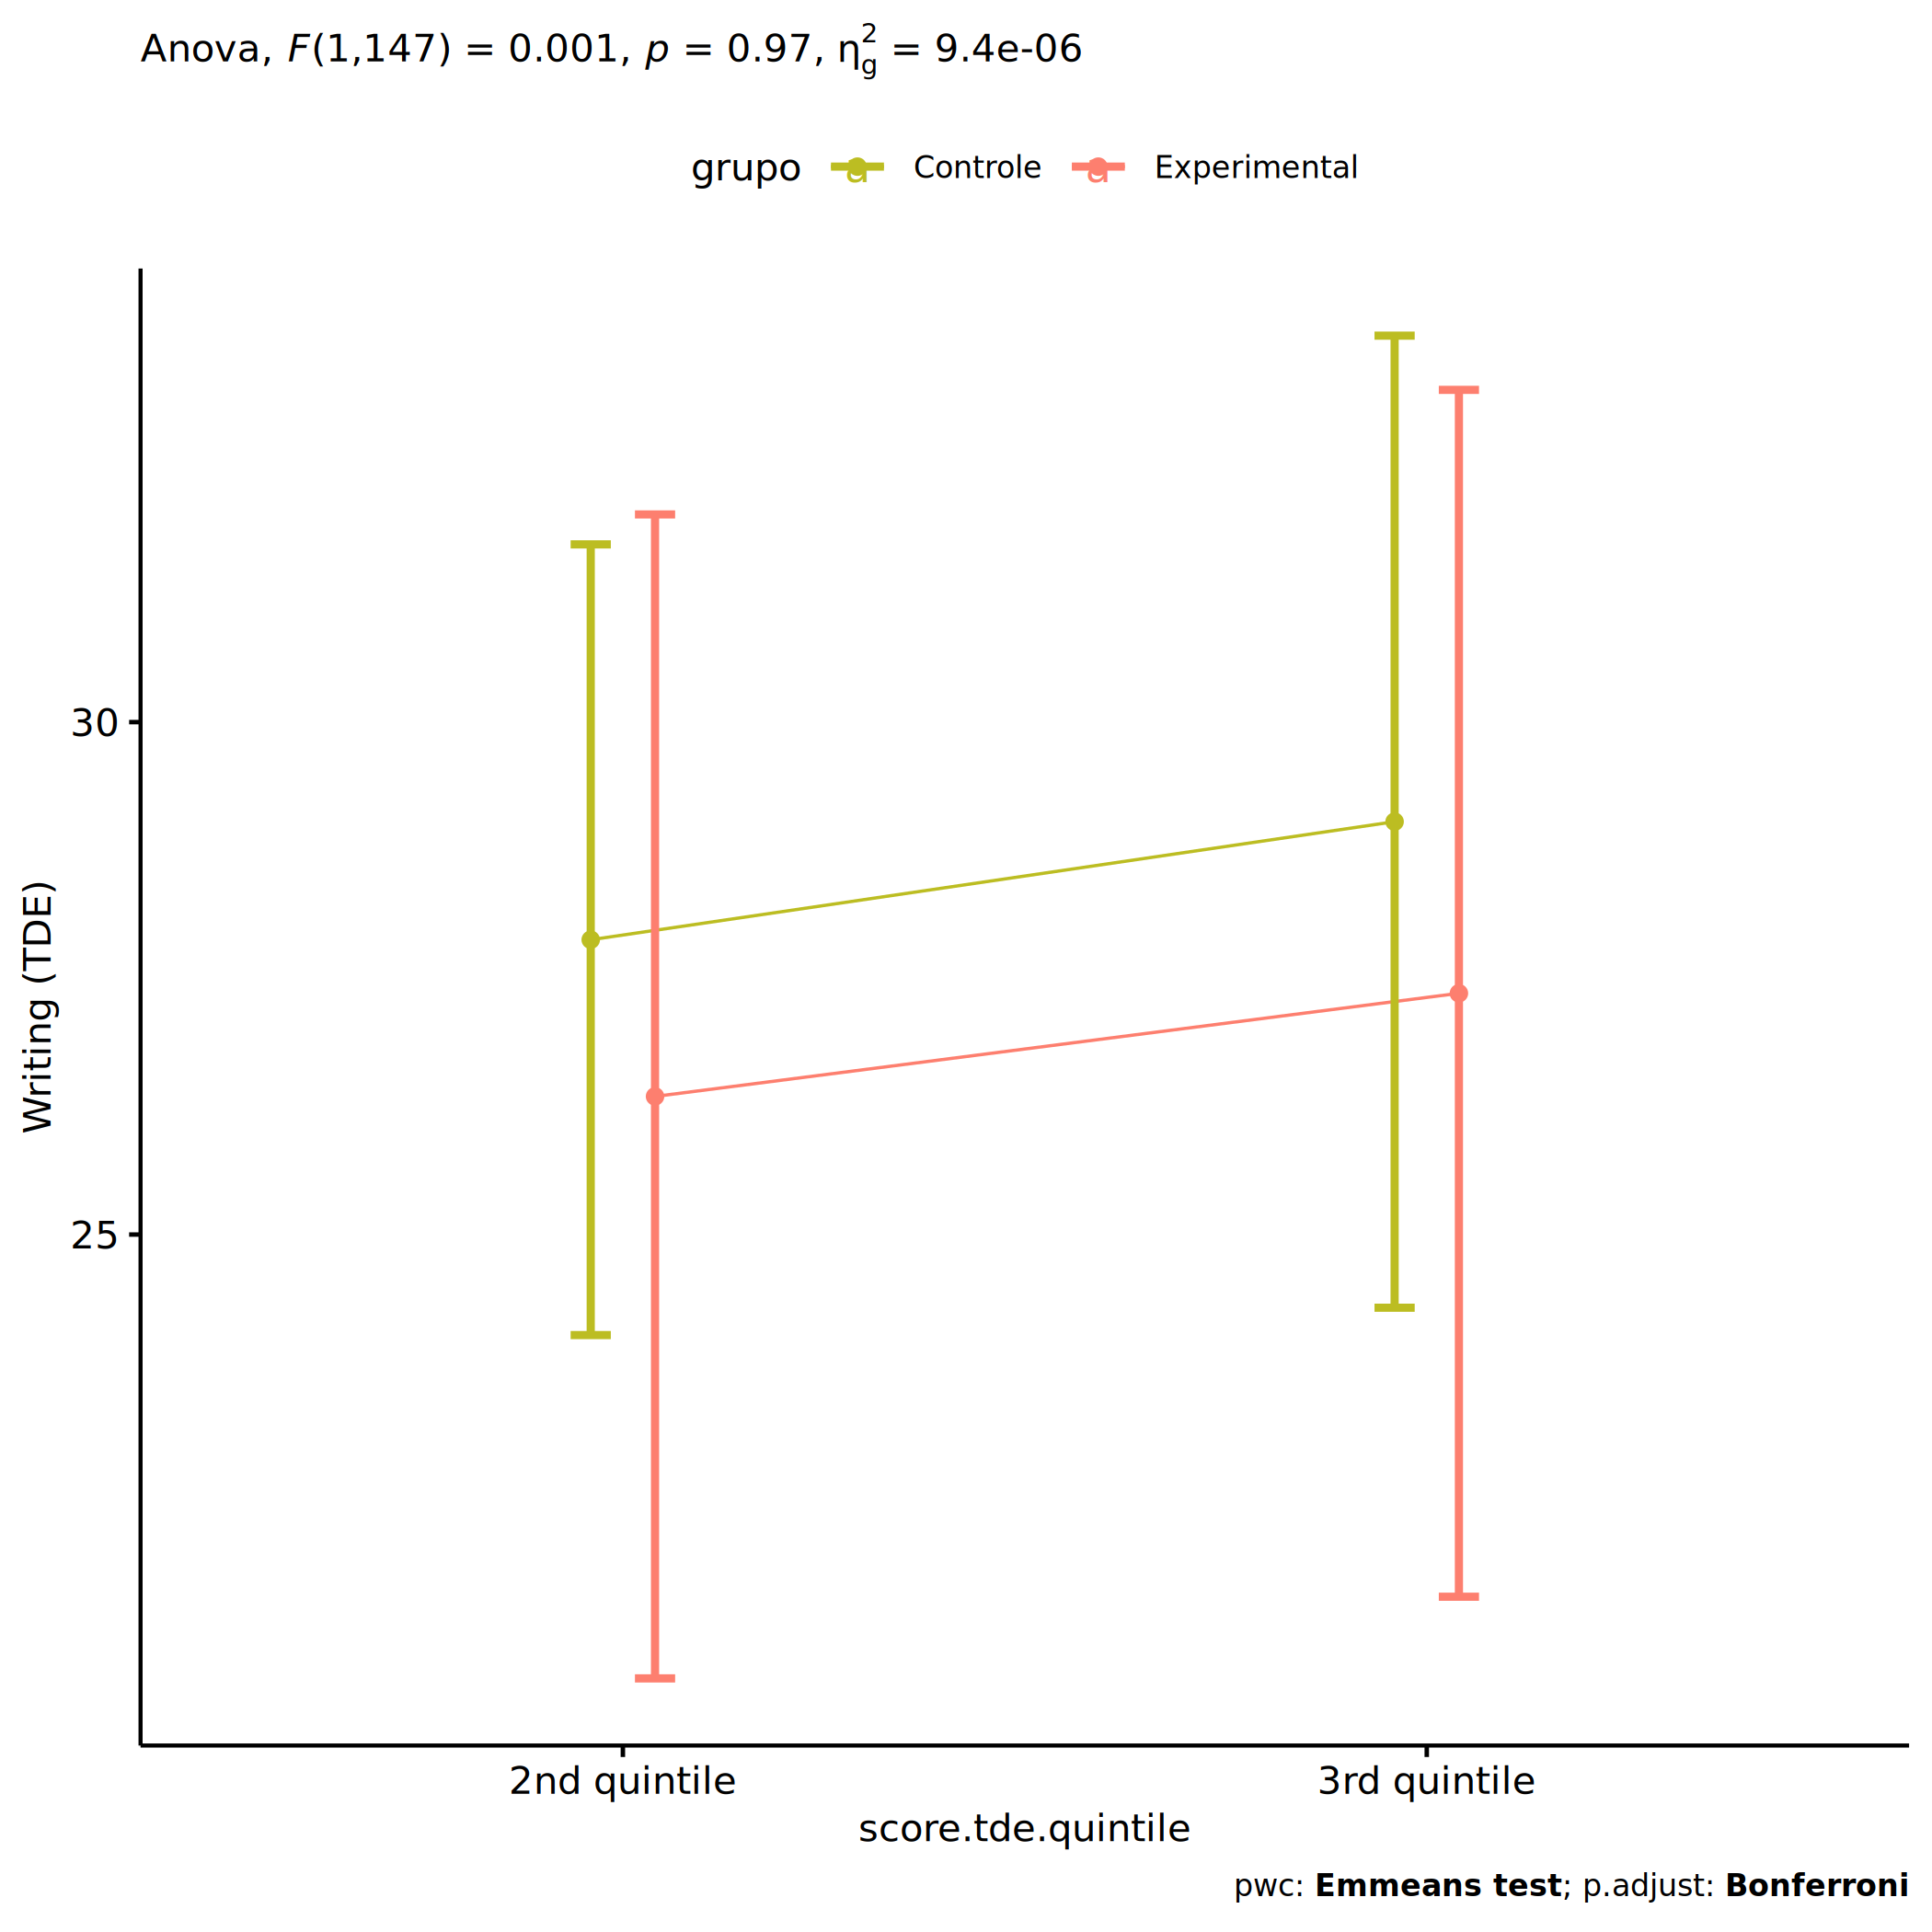 Anova, F(1,147) = 0.001, p = 0.97, η²g = 9.4e-06
grupo a Controle a Experimental
30
25
Writing (TDE)
2nd quintile 3rd quintile
score.tde.quintile
pwc: Emmeans test; p.adjust: Bonferroni